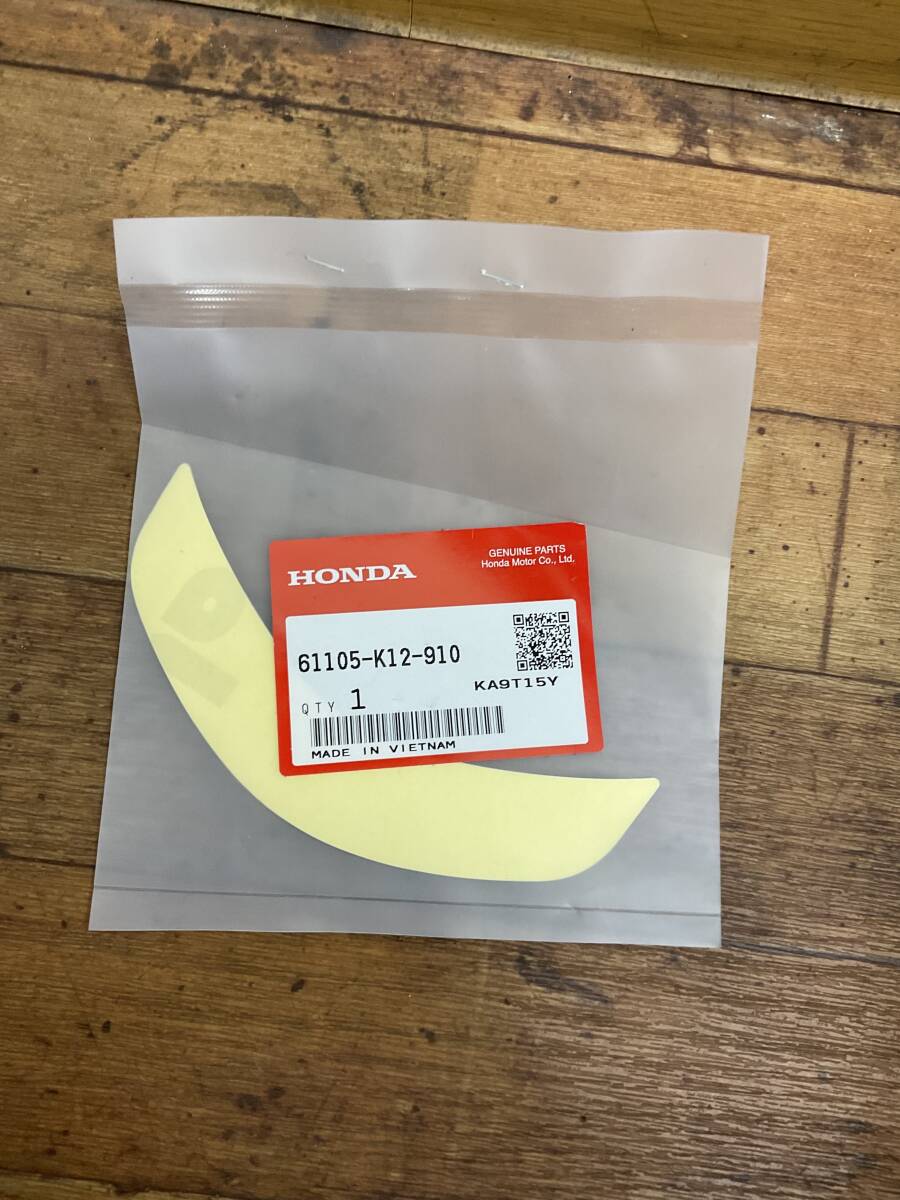 HONDA
GENUINE PARTS
Honda Motor Co., Ltd.
61105-K12-910
KA9T15Y
QTY 1
MADE IN VIETNAM